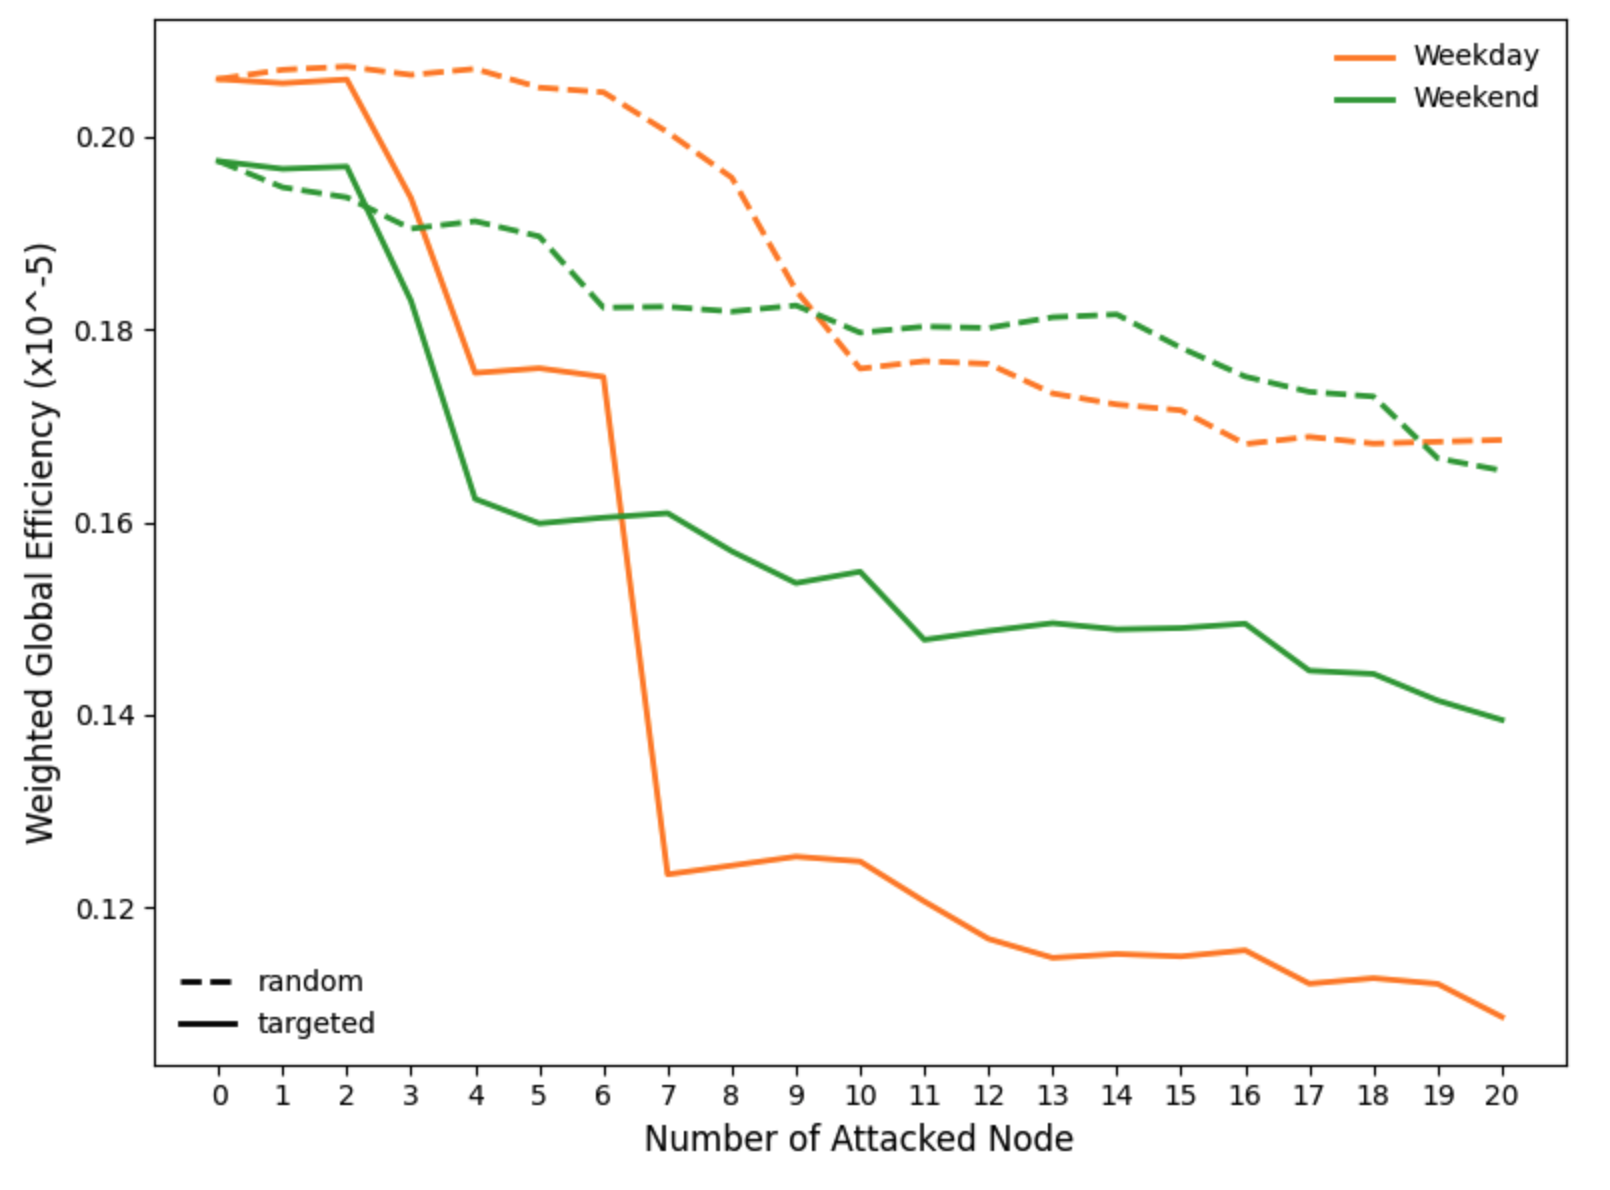 Weekday
Weekend
Weighted Global Efficiency (x10^-5)
0.20
0.18
0.16
0.14
0.12
random
targeted
0 1 2 3 4 5 6 7 8 9 10 11 12 13 14 15 16 17 18 19 20
Number of Attacked Node